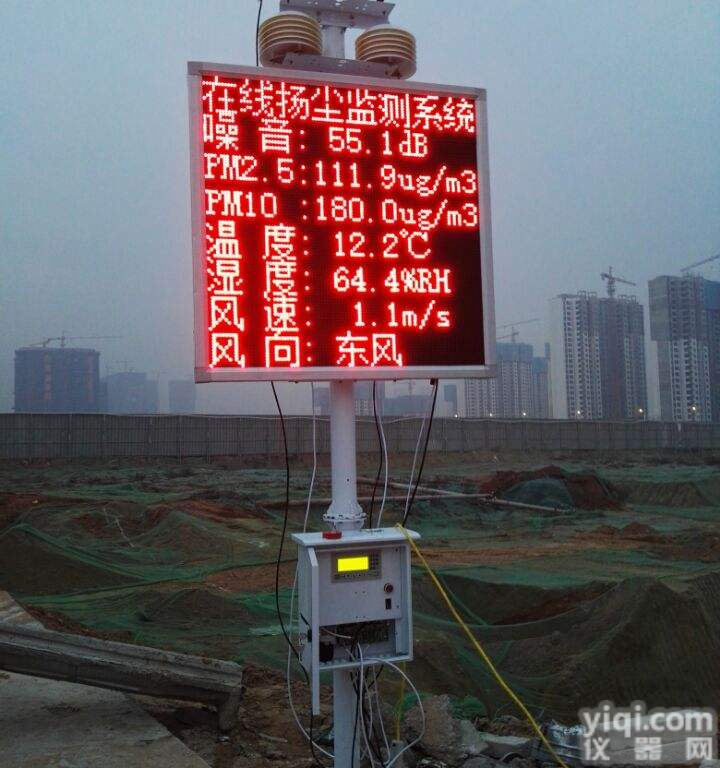 在线扬尘监测系统
噪 音: 55.1dB
PM2.5:111.9ug/m3
PM10 :180.0ug/m3
温 度: 12.2℃
湿 度: 64.4%RH
风 速: 1.1m/s
风 向: 东风
yiqi.com
仪器网